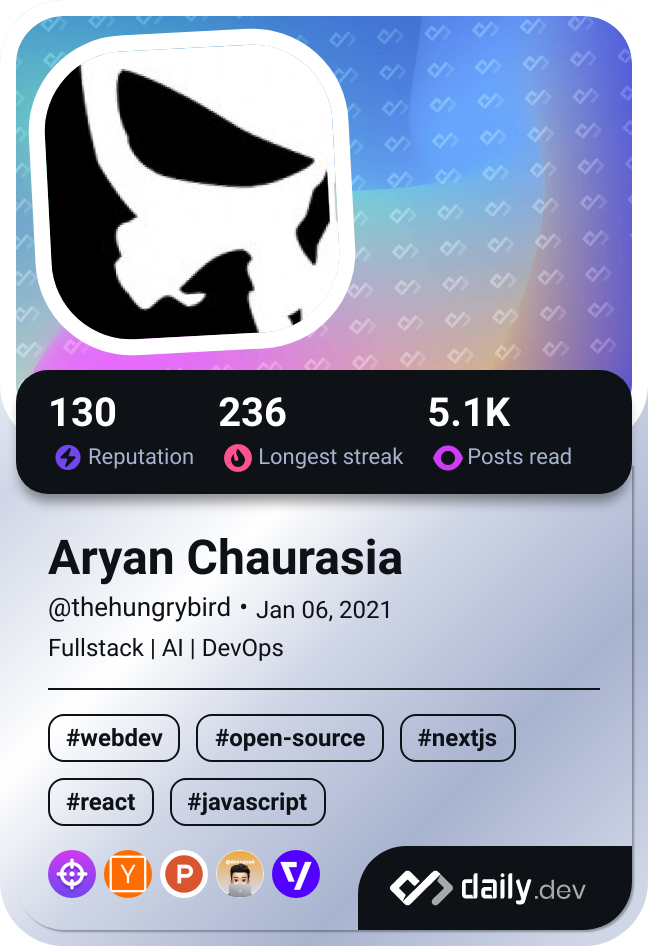 130 236 5.1K
Reputation Longest streak Posts read
Aryan Chaurasia
@thehungrybird • Jan 06, 2021
Fullstack | AI | DevOps
#webdev #open-source #nextjs
#react #javascript
Y P
daily.dev